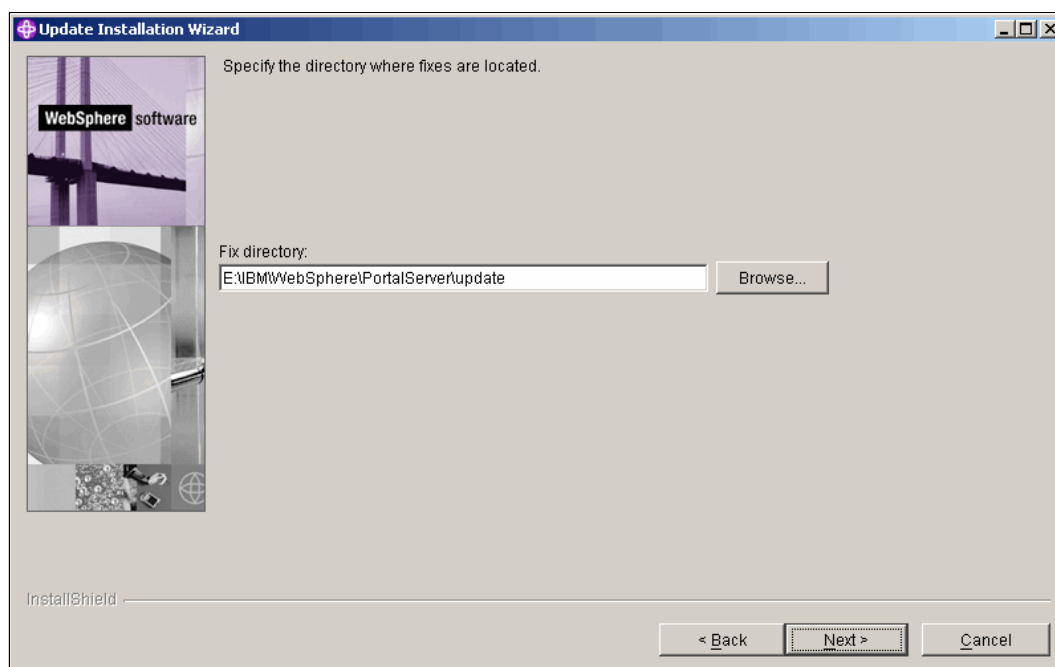 Update Installation Wizard
Specify the directory where fixes are located.
WebSphere software
Fix directory:
E:\IBM\WebSphere\PortalServer\update
Browse...
InstallShield
< Back
Next >
Cancel